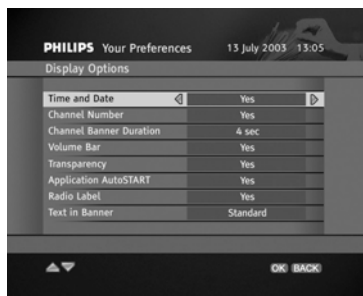 PHILIPS Your Preferences 13 July 2003 13:05
Display Options
Time and Date Yes
Channel Number Yes
Channel Banner Duration 4 sec
Volume Bar Yes
Transparency Yes
Application AutoSTART Yes
Radio Label Yes
Text in Banner Standard
OK BACK